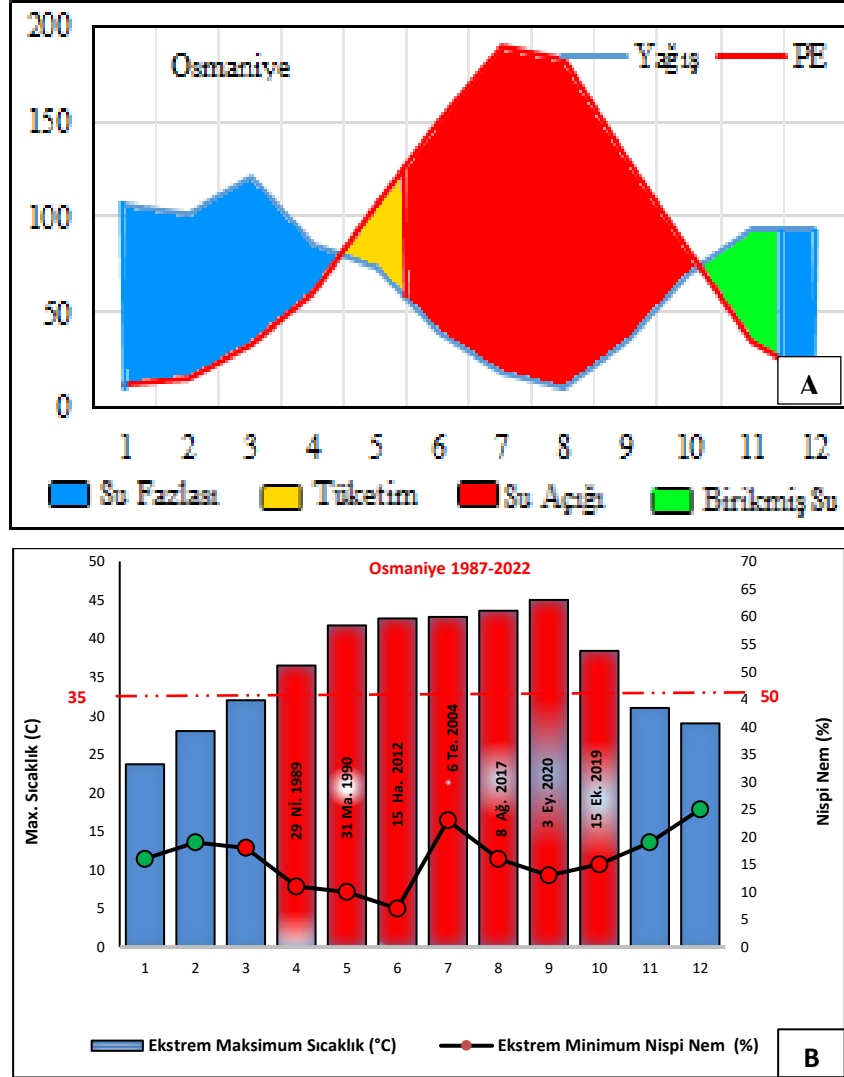 200
Osmaniye
Yağış
PE
150
100
50
0
A
1 2 3 4 5 6 7 8 9 10 11 12
Su Fazlası Tüketim Su Açığı Birikmiş Su
Osmaniye 1987-2022
50 70
45 65
40 60
35 55
35 50
30 4
25 40
20 35
15 30
10 25
5 20
0 15
10
5
0
35
50
Max. Sıcaklık (C)
Nispi Nem (%)
29 Ni. 1989
31 Ma. 1990
15 Ha. 2012
6 Te. 2004
8 Ağ. 2017
3 Ey. 2020
15 Ek. 2019
1 2 3 4 5 6 7 8 9 10 11 12
Ekstrem Maksimum Sıcaklık (°C) Ekstrem Minimum Nispi Nem (%)
B